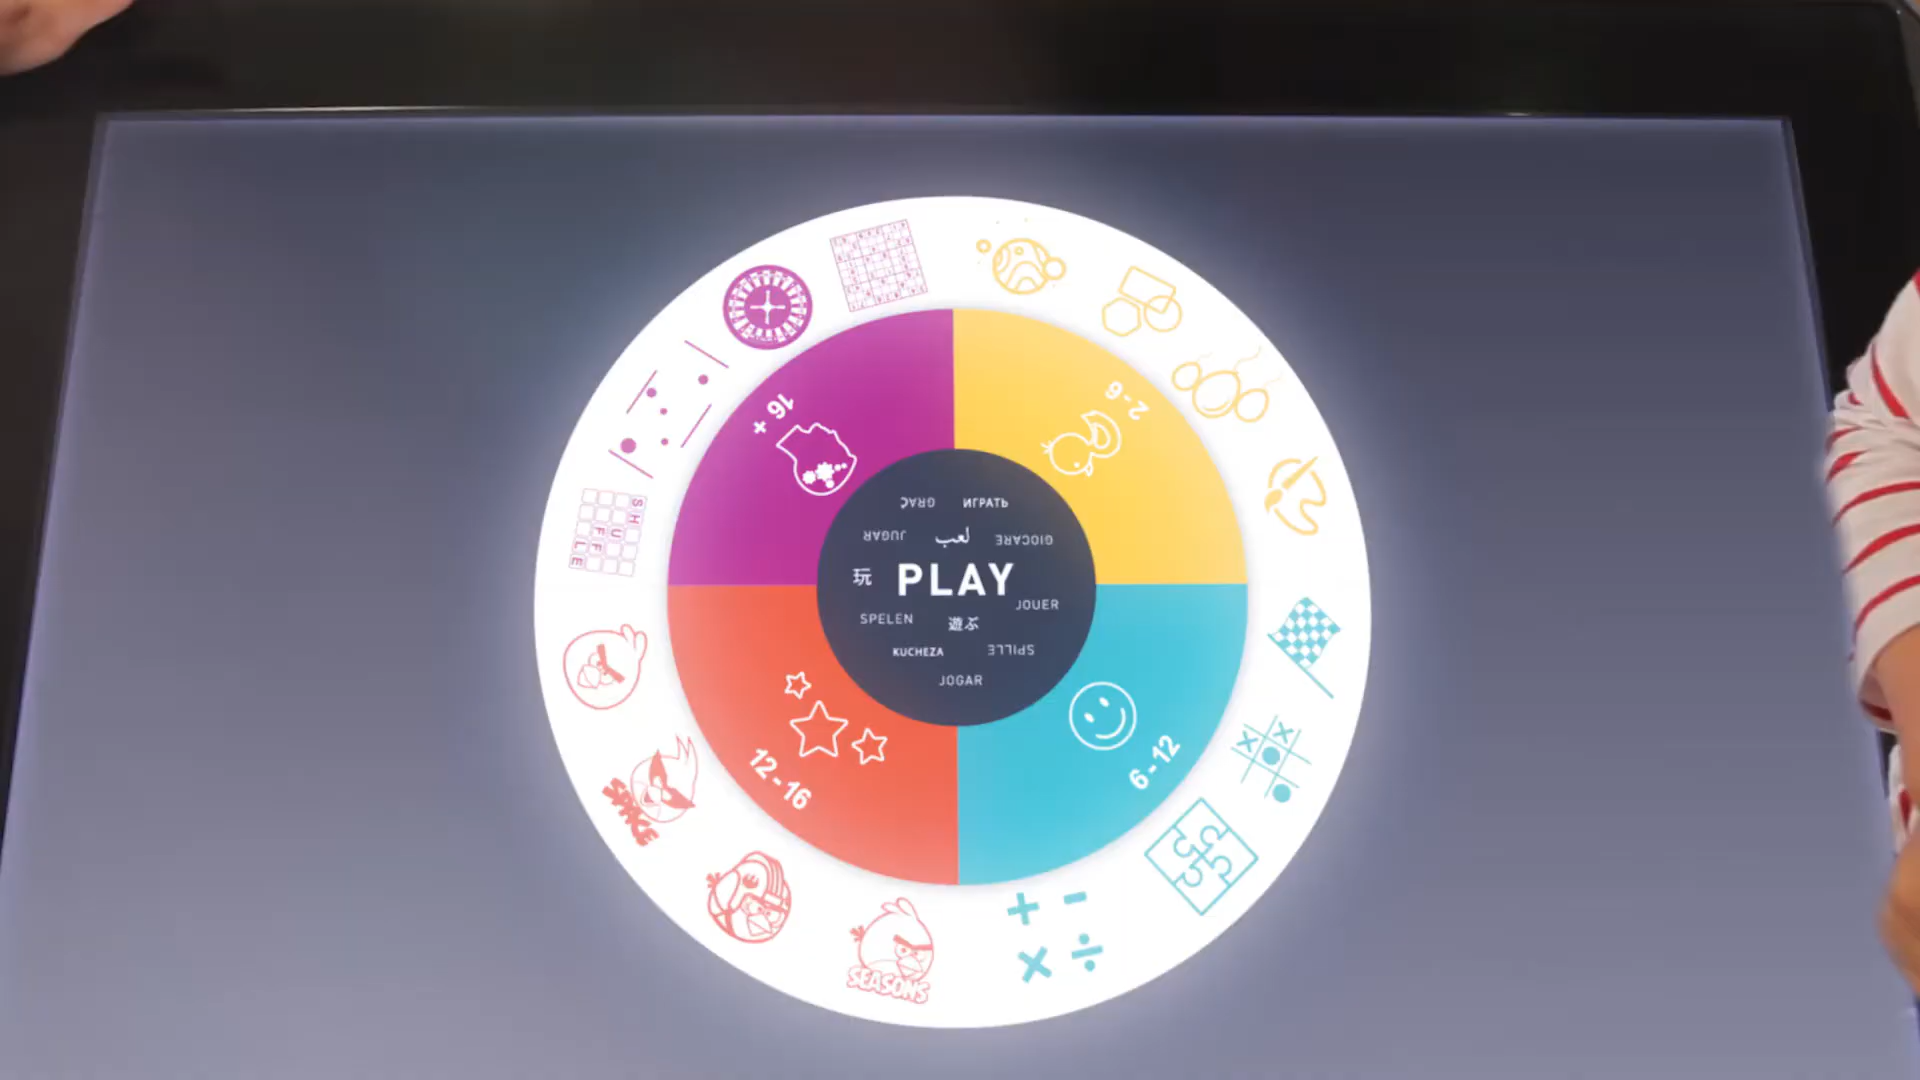 16 +
2-6
GRAĆ
ИГРАТЬ
JUGAR
لعب
GIOCARE
玩
PLAY
JOUER
SPELEN
遊ぶ
KUCHEZA
SPILLE
JOGAR
12-16
6-12
SHUFFLE
SPACE
SEASONS
+ -
× ÷